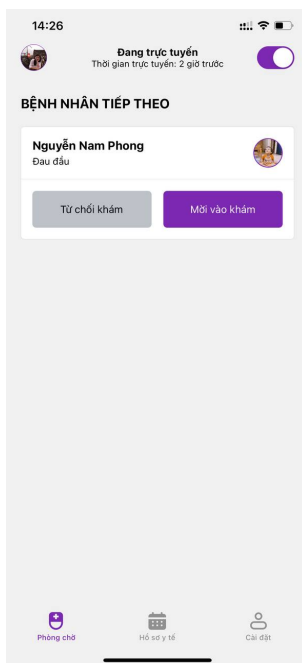 14:26
Đang trực tuyến
Thời gian trực tuyến: 2 giờ trước
BỆNH NHÂN TIẾP THEO
Nguyễn Nam Phong
Đau đầu
Từ chối khám
Mời vào khám
Phòng chờ
Hồ sơ y tế
Cài đặt